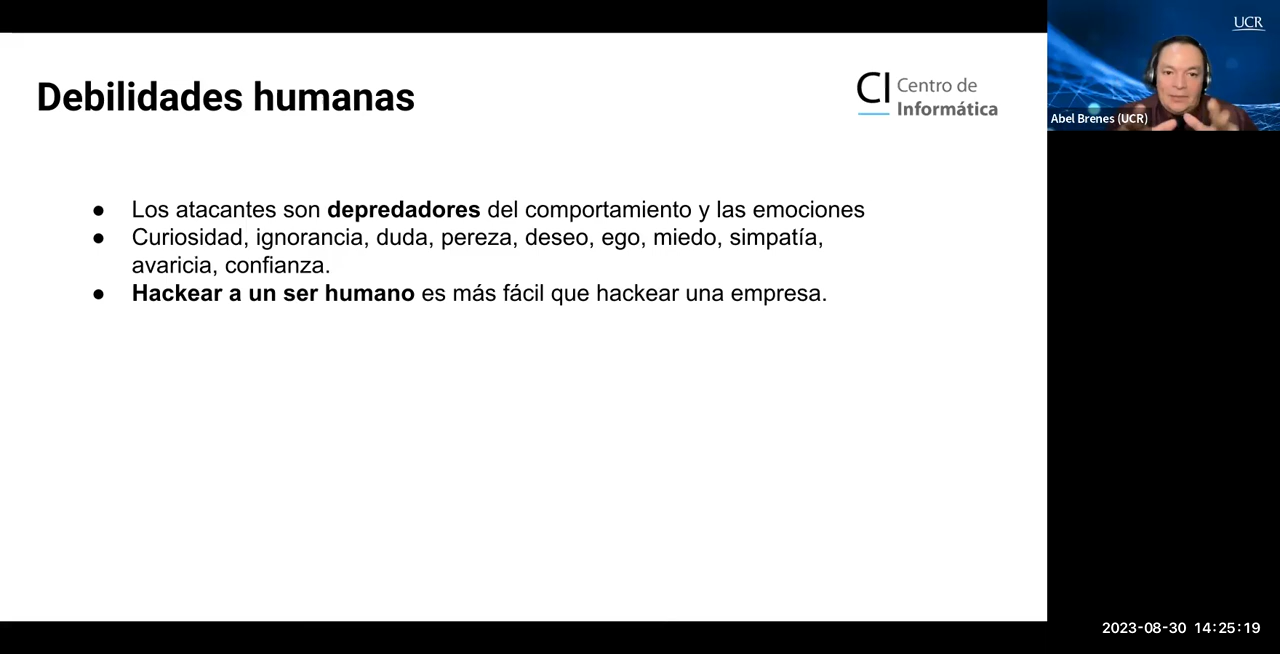 Debilidades humanas
CI Centro de
Informática
● Los atacantes son depredadores del comportamiento y las emociones
● Curiosidad, ignorancia, duda, pereza, deseo, ego, miedo, simpatía,
avaricia, confianza.
● Hackear a un ser humano es más fácil que hackear una empresa.
UCR
Abel Brenes (UCR)
2023-08-30 14:25:19